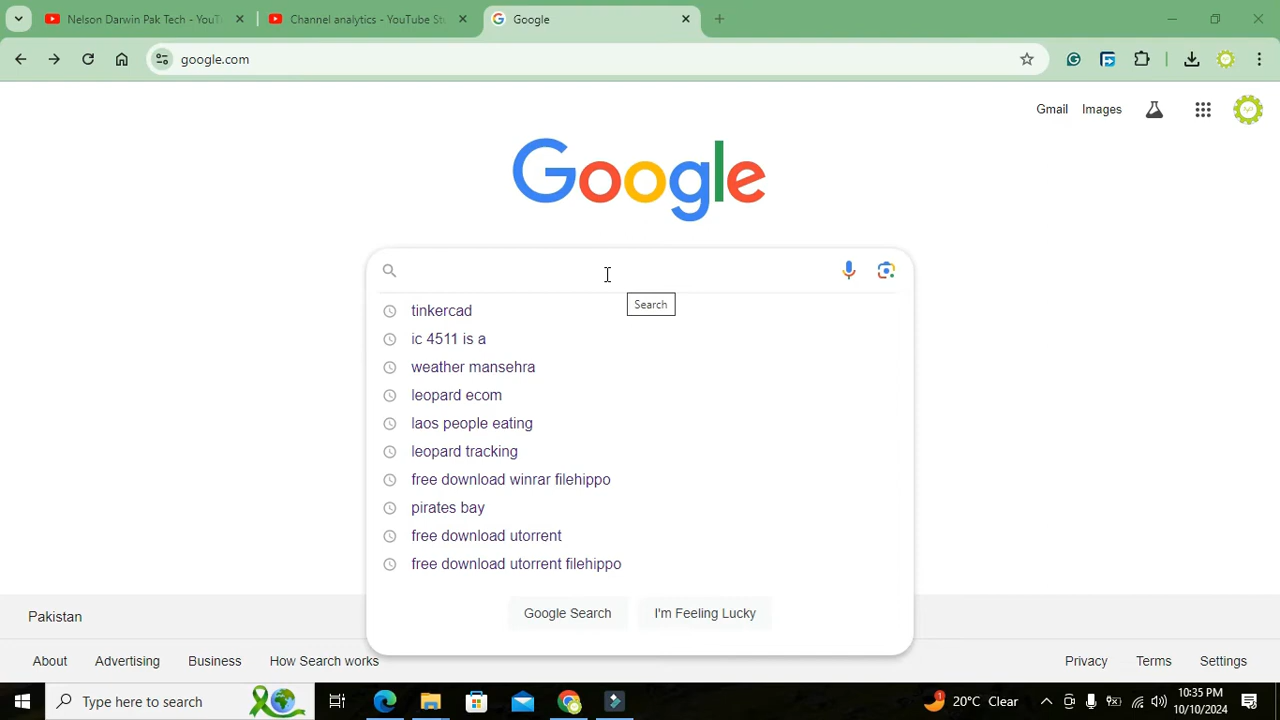 Nelson Darwin Pak Tech - YouT
Channel analytics - YouTube St
Google
google.com
Gmail
Images
Google
Search
tinkercad
ic 4511 is a
weather mansehra
leopard ecom
laos people eating
leopard tracking
free download winrar filehippo
pirates bay
free download utorrent
free download utorrent filehippo
Google Search
I'm Feeling Lucky
Pakistan
About
Advertising
Business
How Search works
Privacy
Terms
Settings
Type here to search
20°C Clear
10:35 PM
10/10/2024